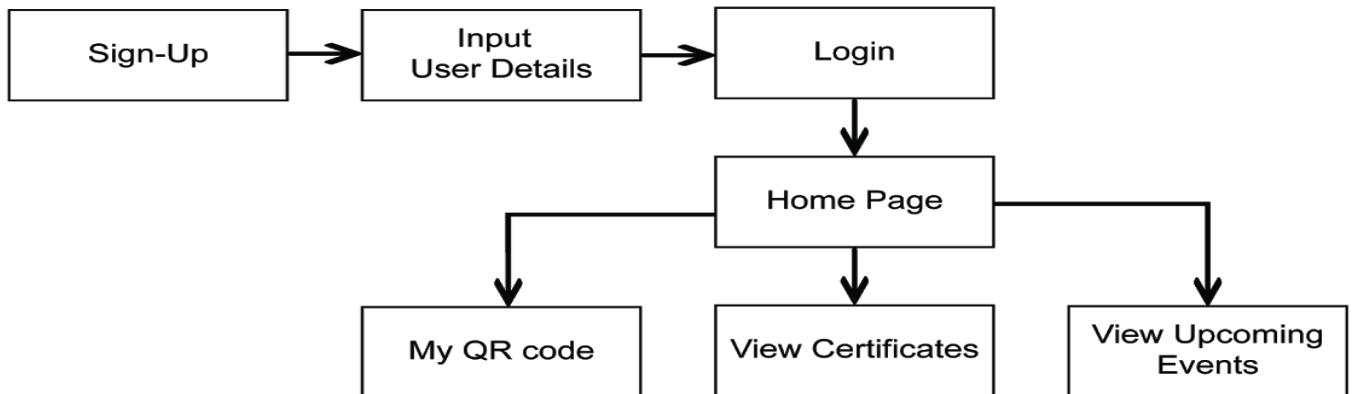 Sign-Up
Input
User Details
Login
Home Page
My QR code
View Certificates
View Upcoming
Events